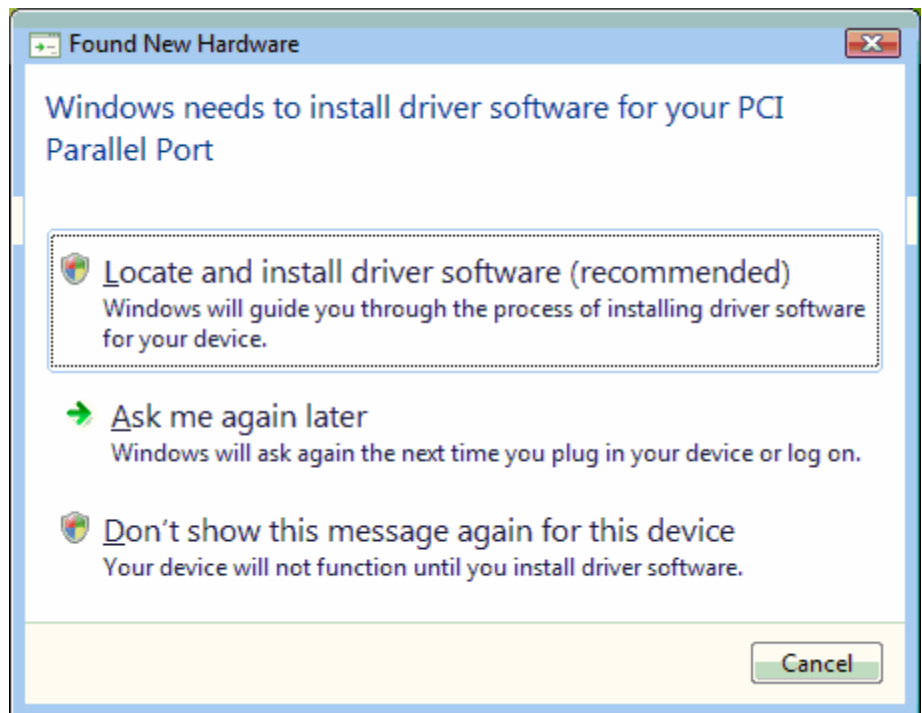 Found New Hardware
Windows needs to install driver software for your PCI
Parallel Port
Locate and install driver software (recommended)
Windows will guide you through the process of installing driver software
for your device.
Ask me again later
Windows will ask again the next time you plug in your device or log on.
Don't show this message again for this device
Your device will not function until you install driver software.
Cancel